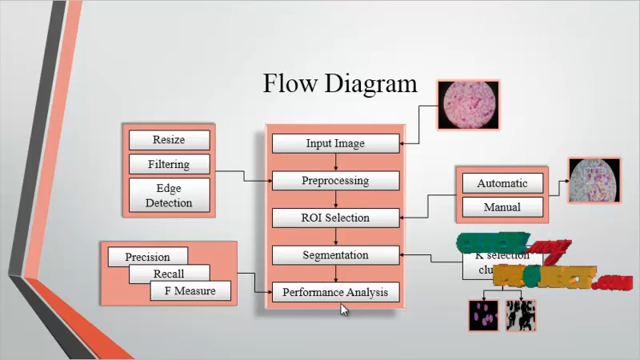 Flow Diagram
Resize
Filtering
Edge
Detection
Input Image
Preprocessing
ROI Selection
Segmentation
Performance Analysis
Automatic
Manual
Precision
Recall
F Measure
K selection